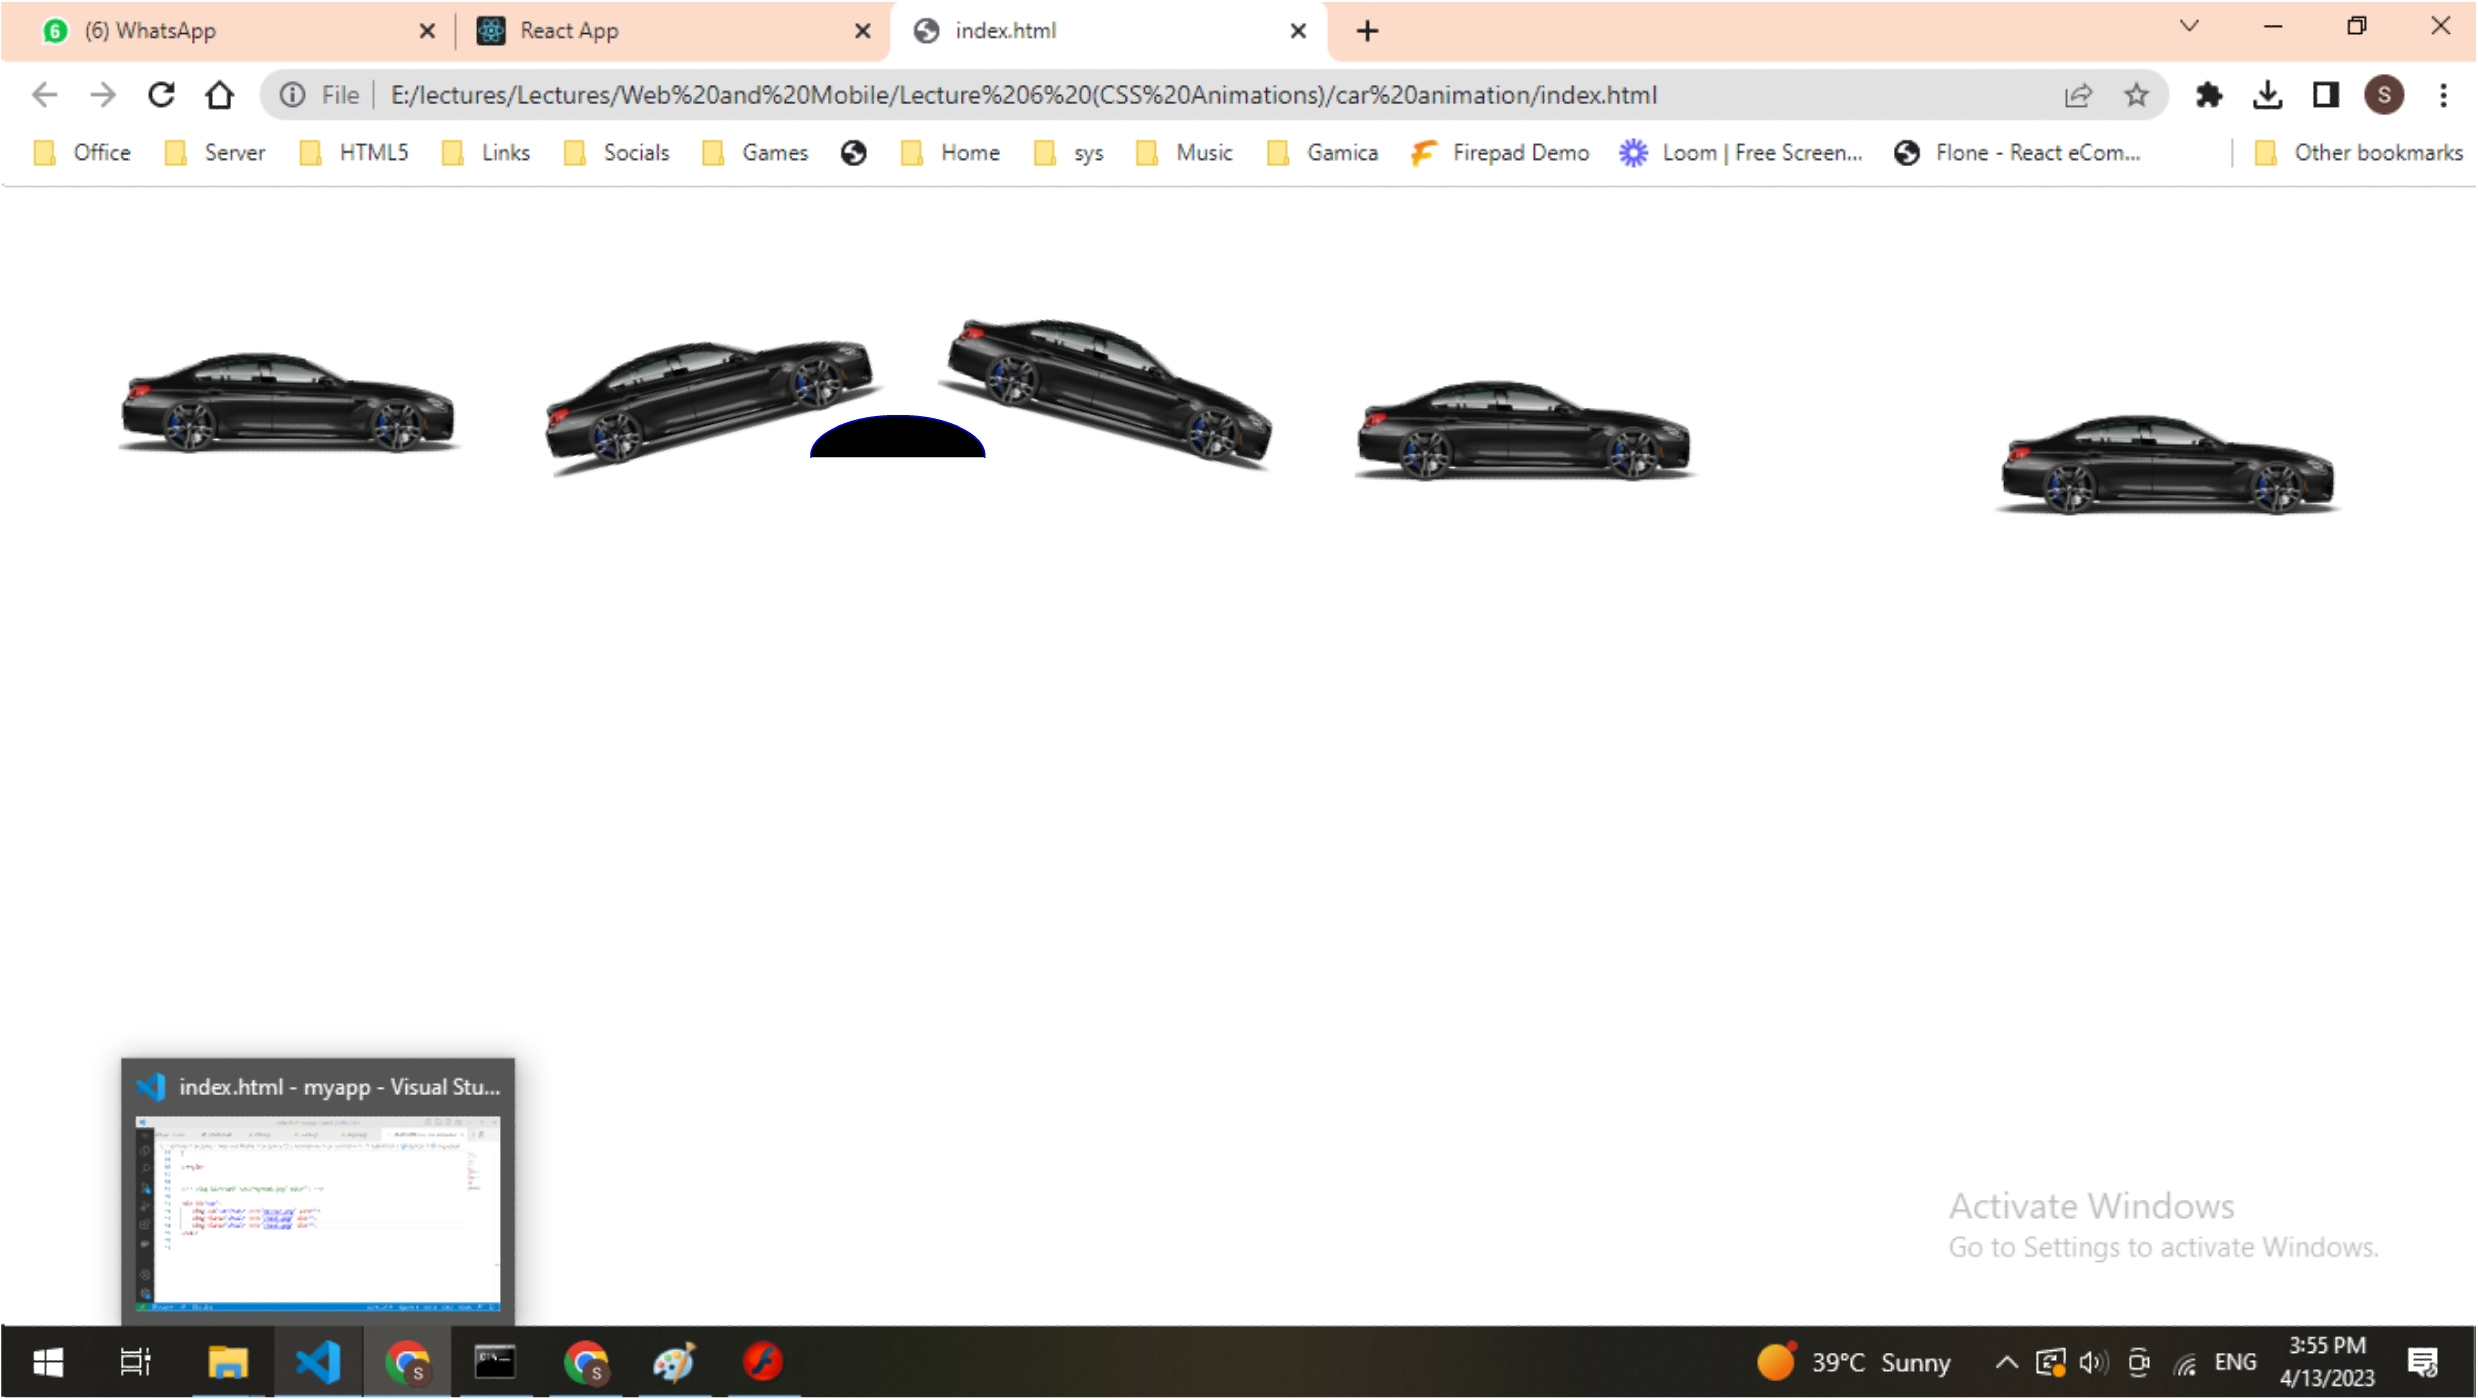 6 (6) WhatsApp
React App
index.html
File E:/lectures/Lectures/Web%20and%20Mobile/Lecture%206%20(CSS%20Animations)/car%20animation/index.html
S
Office Server HTML5 Links Socials Games Home sys Music Gamica Firepad Demo Loom | Free Screen... Flone - React eCom... Other bookmarks
index.html - myapp - Visual Stu...
Activate Windows
Go to Settings to activate Windows.
S
S
39°C Sunny
ENG
3:55 PM
4/13/2023